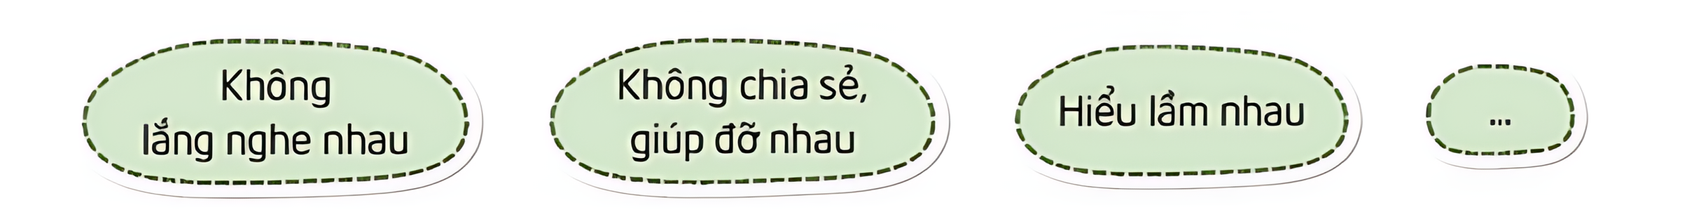 Không
lắng nghe nhau
Không chia sẻ,
giúp đỡ nhau
Hiểu lầm nhau
...